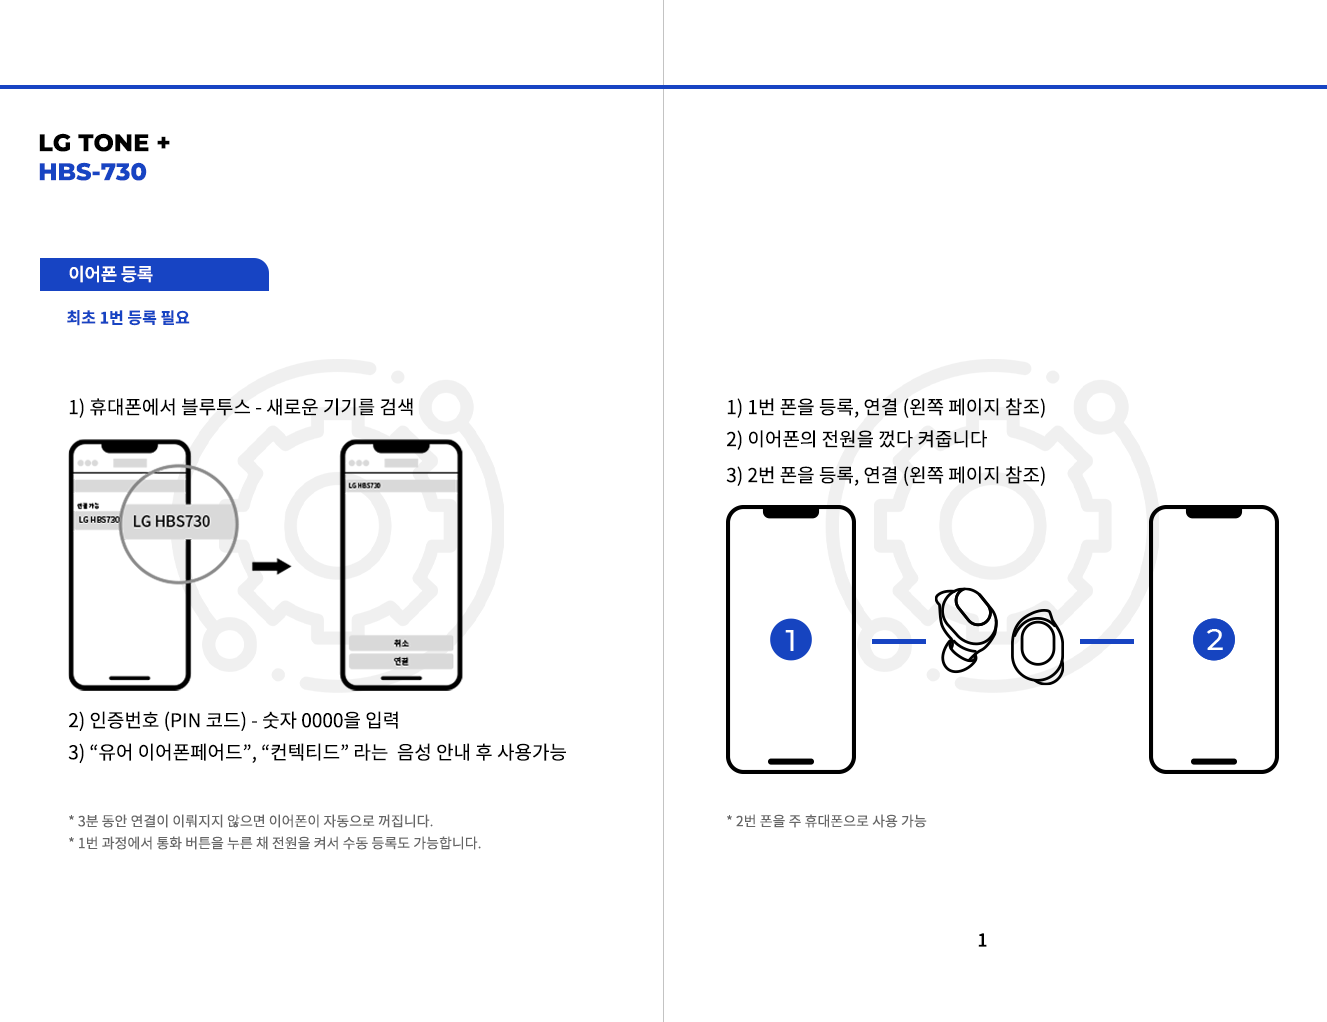 LG TONE +
HBS-730
이어폰 등록
최초 1번 등록 필요
1) 휴대폰에서 블루투스 - 새로운 기기를 검색
연결 가능
LG HBS730
LG HBS730
LG HBS730
취소
연결
2) 인증번호 (PIN 코드) - 숫자 0000을 입력
3) “유어 이어폰페어드”, “컨텍티드” 라는 음성 안내 후 사용가능
* 3분 동안 연결이 이뤄지지 않으면 이어폰이 자동으로 꺼집니다.
* 1번 과정에서 통화 버튼을 누른 채 전원을 켜서 수동 등록도 가능합니다.
1) 1번 폰을 등록, 연결 (왼쪽 페이지 참조)
2) 이어폰의 전원을 껐다 켜줍니다
3) 2번 폰을 등록, 연결 (왼쪽 페이지 참조)
1
2
* 2번 폰을 주 휴대폰으로 사용 가능
1